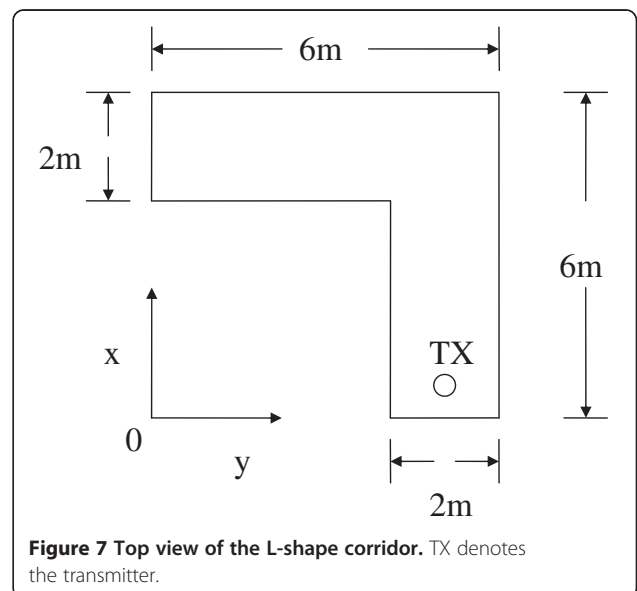 6m
2m
6m
x
TX
0
y
2m
Figure 7 Top view of the L-shape corridor. TX denotes
the transmitter.